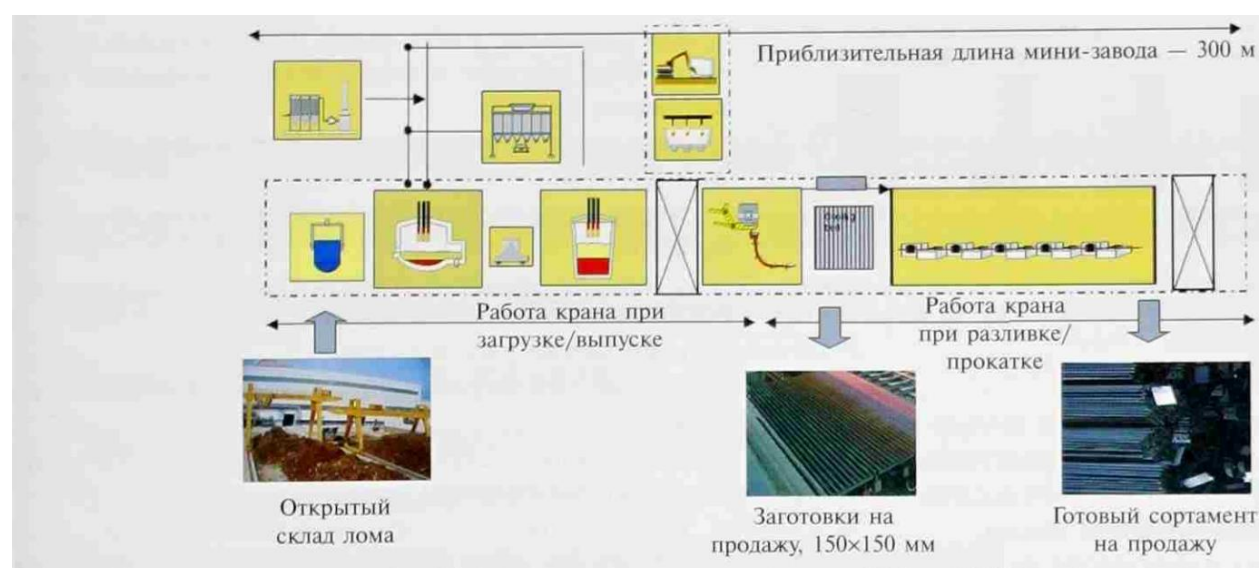 Приблизительная длина мини-завода — 300 м
Работа крана при
загрузке/выпуске
Работа крана
при разливке/
прокатке
Открытый
склад лома
Заготовки на
продажу, 150×150 мм
Готовый сортамент
на продажу